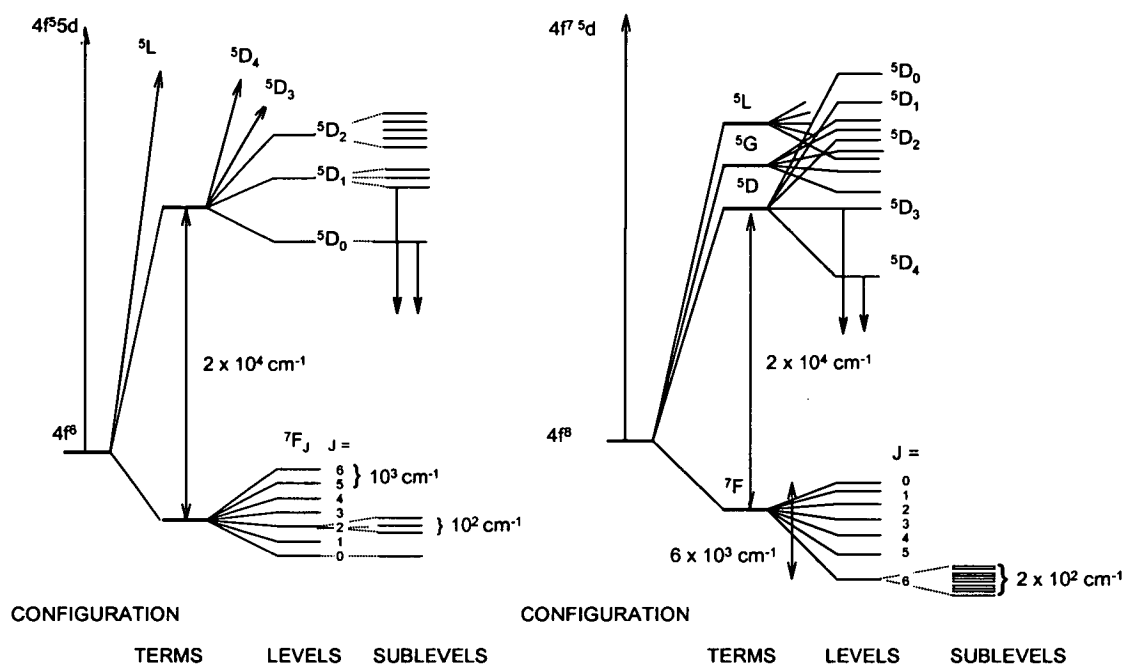 4f⁵5d
⁵L
⁵D₄
⁵D₃
⁵D₂
⁵D₁
⁵D₀
2 x 10⁴ cm⁻¹
4f⁶
⁷F_J J =
6
5
4
3
2
1
0
} 10³ cm⁻¹
} 10² cm⁻¹
CONFIGURATION
TERMS LEVELS SUBLEVELS
4f⁷ ⁵d
⁵L
⁵G
⁵D
⁵D₀
⁵D₁
⁵D₂
⁵D₃
⁵D₄
2 x 10⁴ cm⁻¹
4f⁸
⁷F
J =
0
1
2
3
4
5
6
6 x 10³ cm⁻¹
} 2 x 10² cm⁻¹
CONFIGURATION
TERMS LEVELS SUBLEVELS